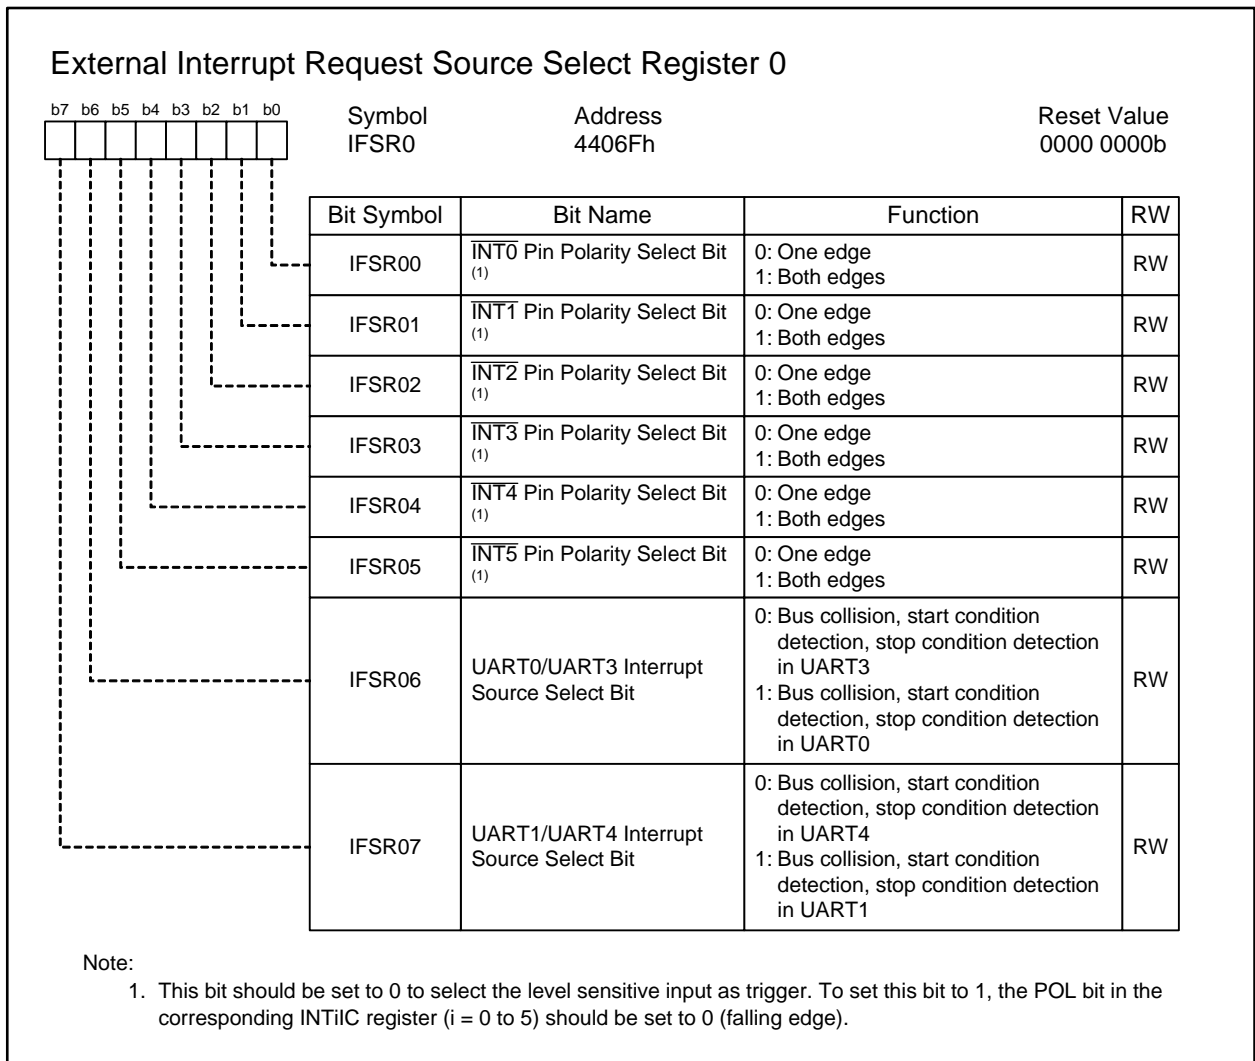 External Interrupt Request Source Select Register 0
b7 b6 b5 b4 b3 b2 b1 b0
Symbol Address Reset Value
IFSR0 4406Fh 0000 0000b
Bit Symbol Bit Name Function RW
IFSR00 INT0 Pin Polarity Select Bit (1) 0: One edge RW
1: Both edges
IFSR01 INT1 Pin Polarity Select Bit (1) 0: One edge RW
1: Both edges
IFSR02 INT2 Pin Polarity Select Bit (1) 0: One edge RW
1: Both edges
IFSR03 INT3 Pin Polarity Select Bit (1) 0: One edge RW
1: Both edges
IFSR04 INT4 Pin Polarity Select Bit (1) 0: One edge RW
1: Both edges
IFSR05 INT5 Pin Polarity Select Bit (1) 0: One edge RW
1: Both edges
IFSR06
UART0/UART3 Interrupt
Source Select Bit
0: Bus collision, start condition
detection, stop condition detection
in UART3
1: Bus collision, start condition
detection, stop condition detection
in UART0
RW
IFSR07
UART1/UART4 Interrupt
Source Select Bit
0: Bus collision, start condition
detection, stop condition detection
in UART4
1: Bus collision, start condition
detection, stop condition detection
in UART1
RW
Note:
1. This bit should be set to 0 to select the level sensitive input as trigger. To set this bit to 1, the POL bit in the
corresponding INTiIC register (i = 0 to 5) should be set to 0 (falling edge).